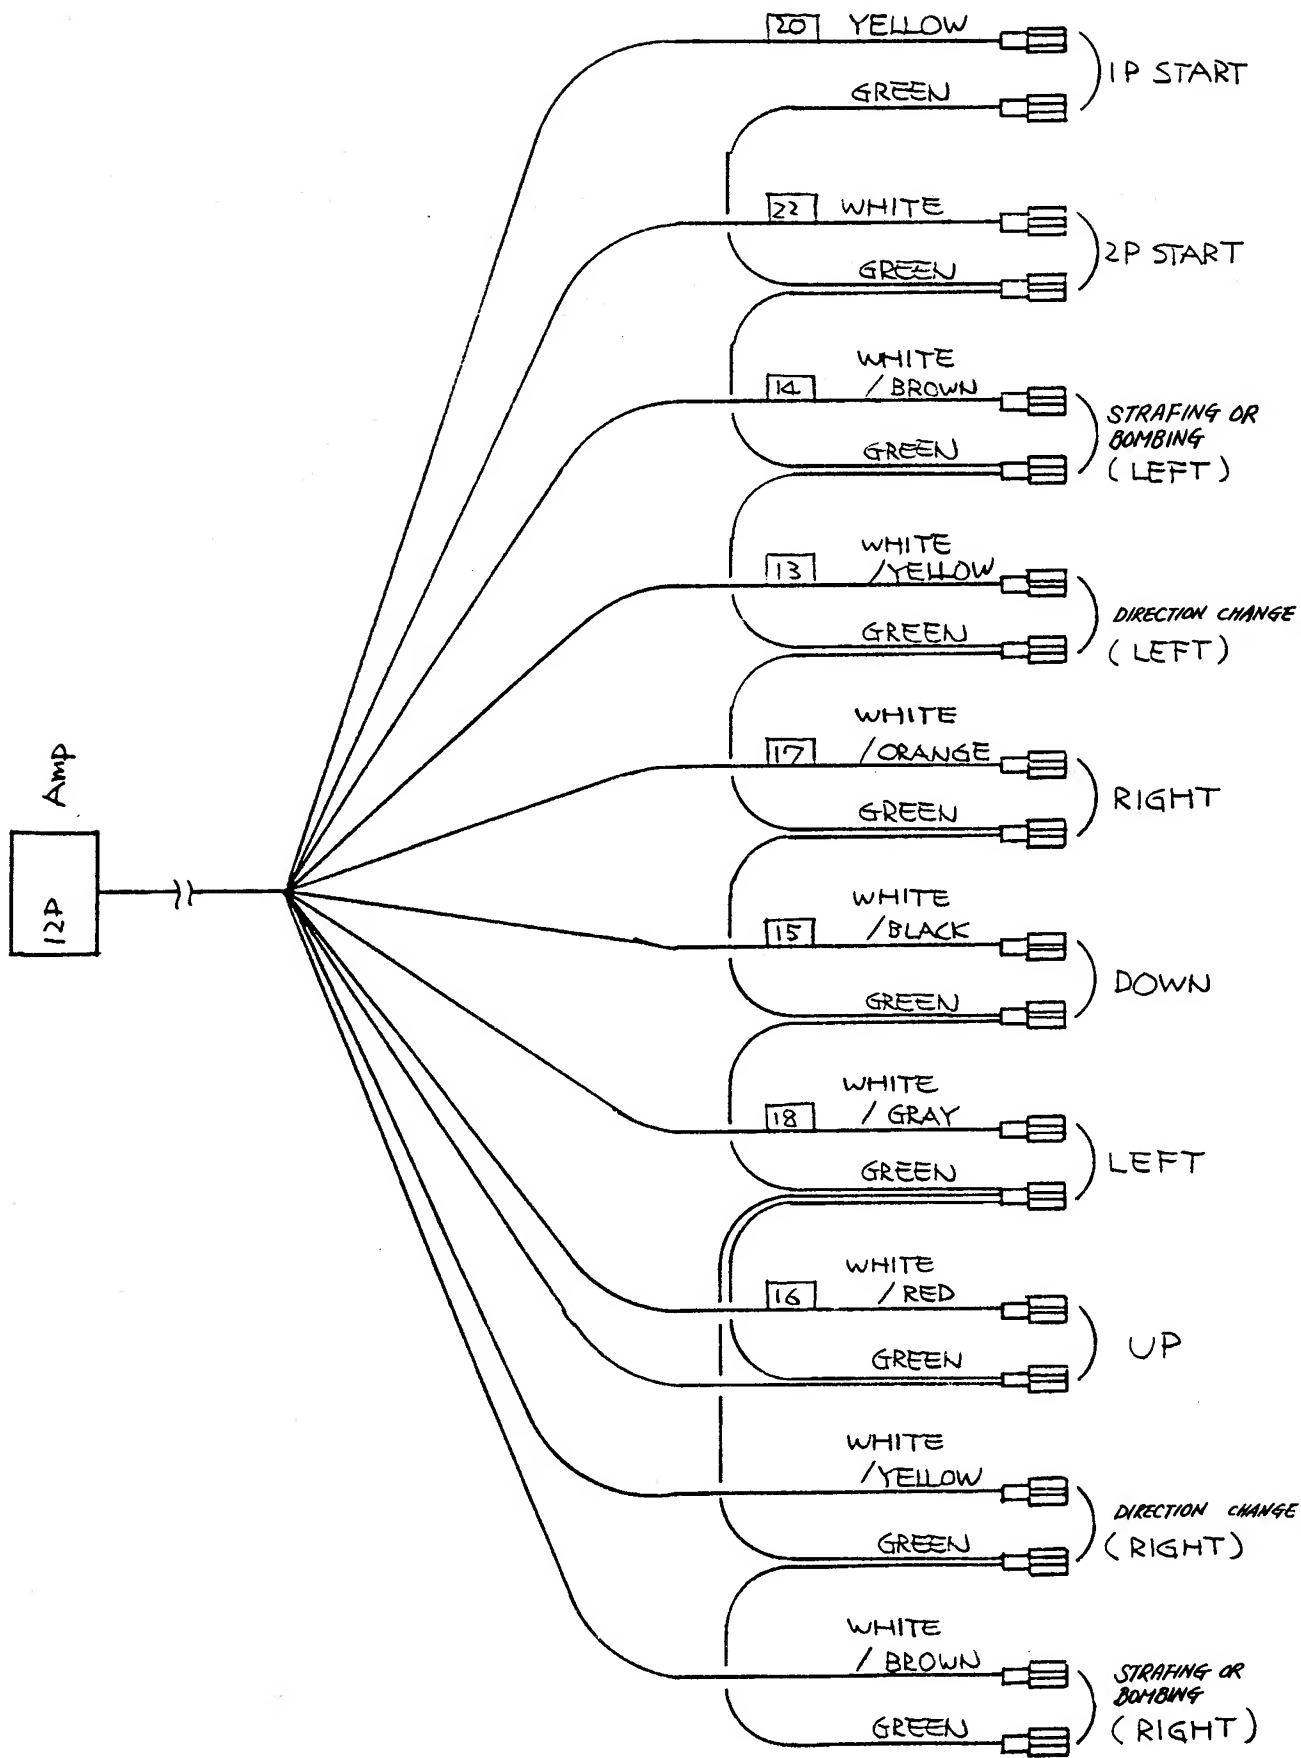 20 YELLOW
GREEN
1P START
22 WHITE
GREEN
2P START
WHITE
14 /BROWN
GREEN
STRAFING OR
BOMBING
(LEFT)
WHITE
13 /YELLOW
GREEN
DIRECTION CHANGE
(LEFT)
WHITE
17 /ORANGE
GREEN
RIGHT
Amp
12P
WHITE
15 /BLACK
GREEN
DOWN
WHITE
18 / GRAY
GREEN
LEFT
WHITE
16 / RED
GREEN
UP
WHITE
/YELLOW
GREEN
DIRECTION CHANGE
(RIGHT)
WHITE
/ BROWN
GREEN
STRAFING OR
BOMBING
(RIGHT)